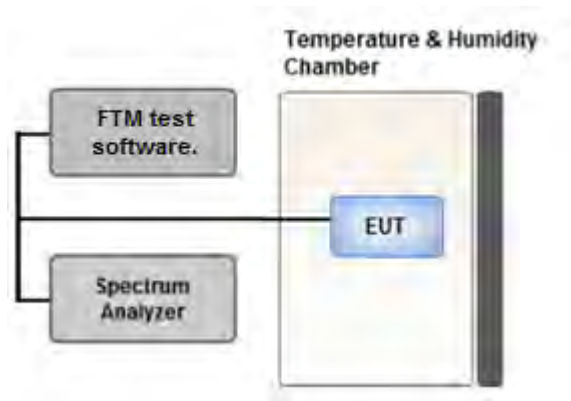 Temperature & Humidity
Chamber
FTM test
software.
EUT
Spectrum
Analyzer